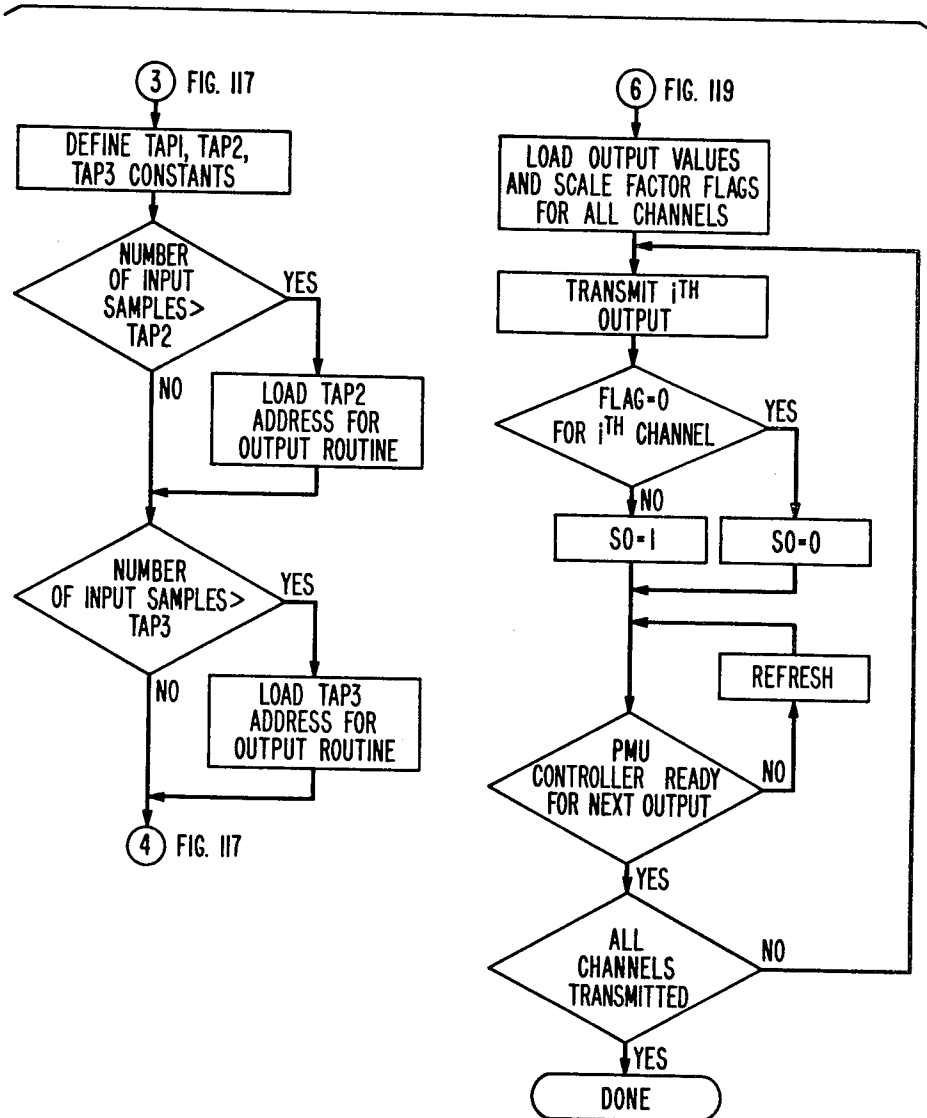 3 FIG. 117
DEFINE TAP1, TAP2,
TAP3 CONSTANTS
NUMBER
OF INPUT
SAMPLES>
TAP2
YES
NO
LOAD TAP2
ADDRESS FOR
OUTPUT ROUTINE
NUMBER
OF INPUT SAMPLES>
TAP3
YES
NO
LOAD TAP3
ADDRESS FOR
OUTPUT ROUTINE
4 FIG. 117
6 FIG. 119
LOAD OUTPUT VALUES
AND SCALE FACTOR FLAGS
FOR ALL CHANNELS
TRANSMIT iTH
OUTPUT
FLAG=0
FOR iTH CHANNEL
YES
NO
SO=1
SO=0
REFRESH
PMU
CONTROLLER READY
FOR NEXT OUTPUT
NO
YES
ALL
CHANNELS
TRANSMITTED
NO
YES
DONE